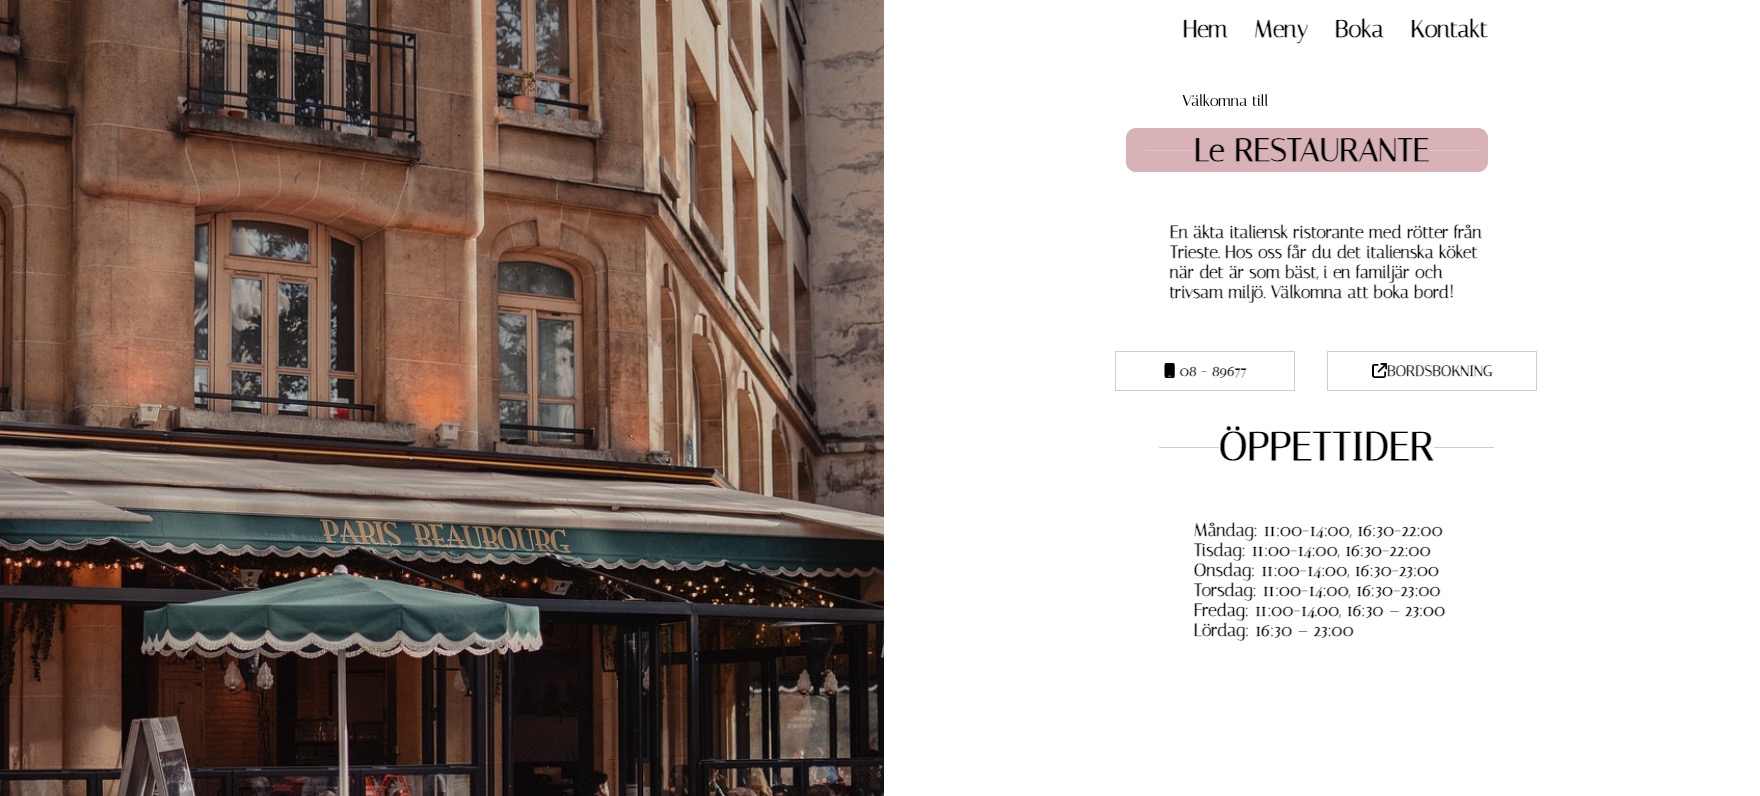 Hem Meny Boka Kontakt
Välkomna till
Le RESTAURANTE
En äkta italiensk ristorante med rötter från
Trieste. Hos oss får du det italienska köket
när det är som bäst, i en familjär och
trivsam miljö. Välkomna att boka bord!
08 - 89677
BORDSBOKNING
ÖPPETTIDER
Måndag: 11:00-14:00, 16:30-22:00
Tisdag: 11:00-14:00, 16:30-22:00
Onsdag: 11:00-14:00, 16:30-23:00
Torsdag: 11:00-14:00, 16:30-23:00
Fredag: 11:00-14.00, 16:30 – 23:00
Lördag: 16:30 – 23:00
PARIS BEAUBOURG